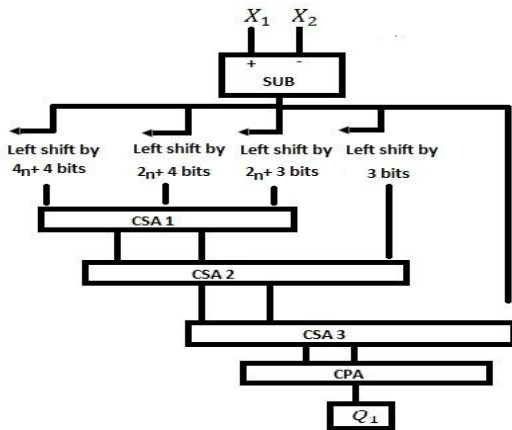 X₁ X₂
+ -
SUB
Left shift by Left shift by Left shift by Left shift by
4n+ 4 bits 2n+ 4 bits 2n+ 3 bits 3 bits
CSA 1
CSA 2
CSA 3
CPA
Q₁